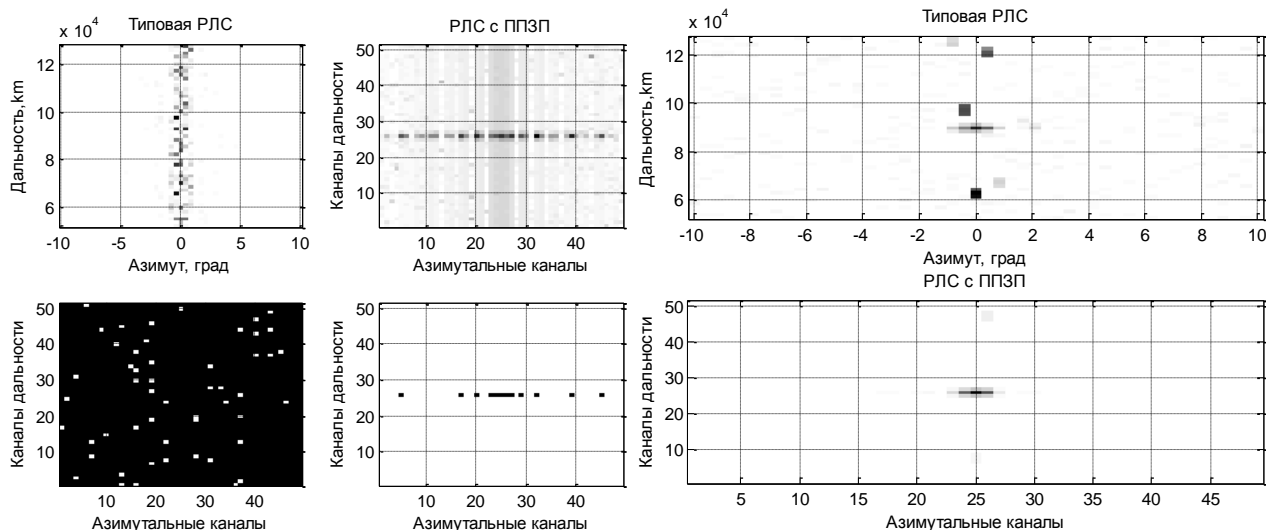 Типовая РЛС
x 10^4
Дальность,km
12
10
8
6
-10 -5 0 5 10
Азимут, град
РЛС с ППЗП
Каналы дальности
50
40
30
20
10
10 20 30 40
Азимутальные каналы
Типовая РЛС
x 10^4
Дальность,km
12
10
8
6
-10 -8 -6 -4 -2 0 2 4 6 8 10
Азимут, град
Каналы дальности
50
40
30
20
10
10 20 30 40
Азимутальные каналы
Каналы дальности
50
40
30
20
10
10 20 30 40
Азимутальные каналы
РЛС с ППЗП
Каналы дальности
50
40
30
20
10
5 10 15 20 25 30 35 40 45
Азимутальные каналы